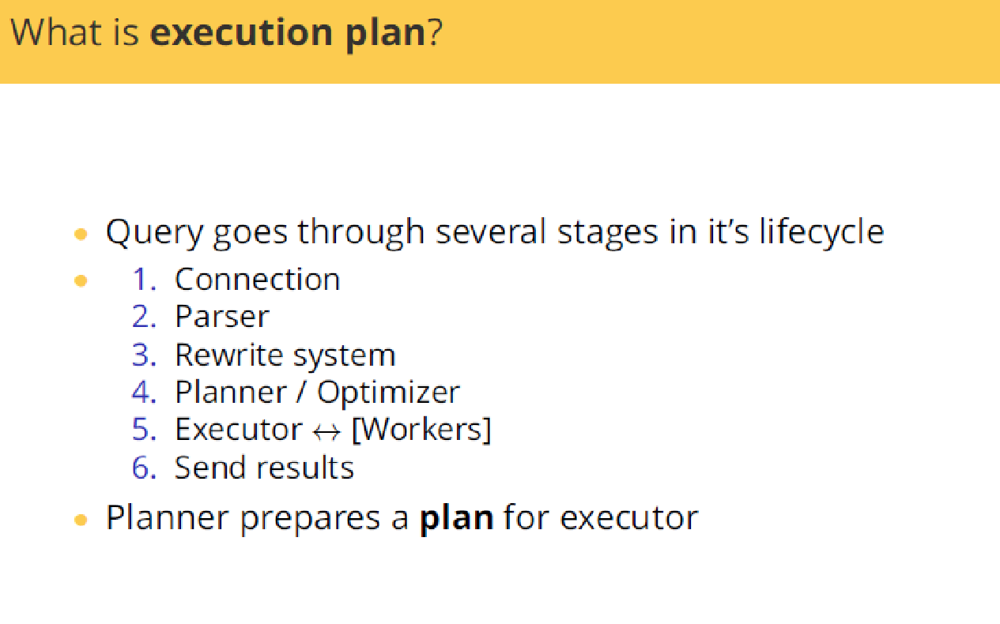 What is execution plan?
Query goes through several stages in it's lifecycle
1. Connection
2. Parser
3. Rewrite system
4. Planner / Optimizer
5. Executor ↔ [Workers]
6. Send results
Planner prepares a plan for executor